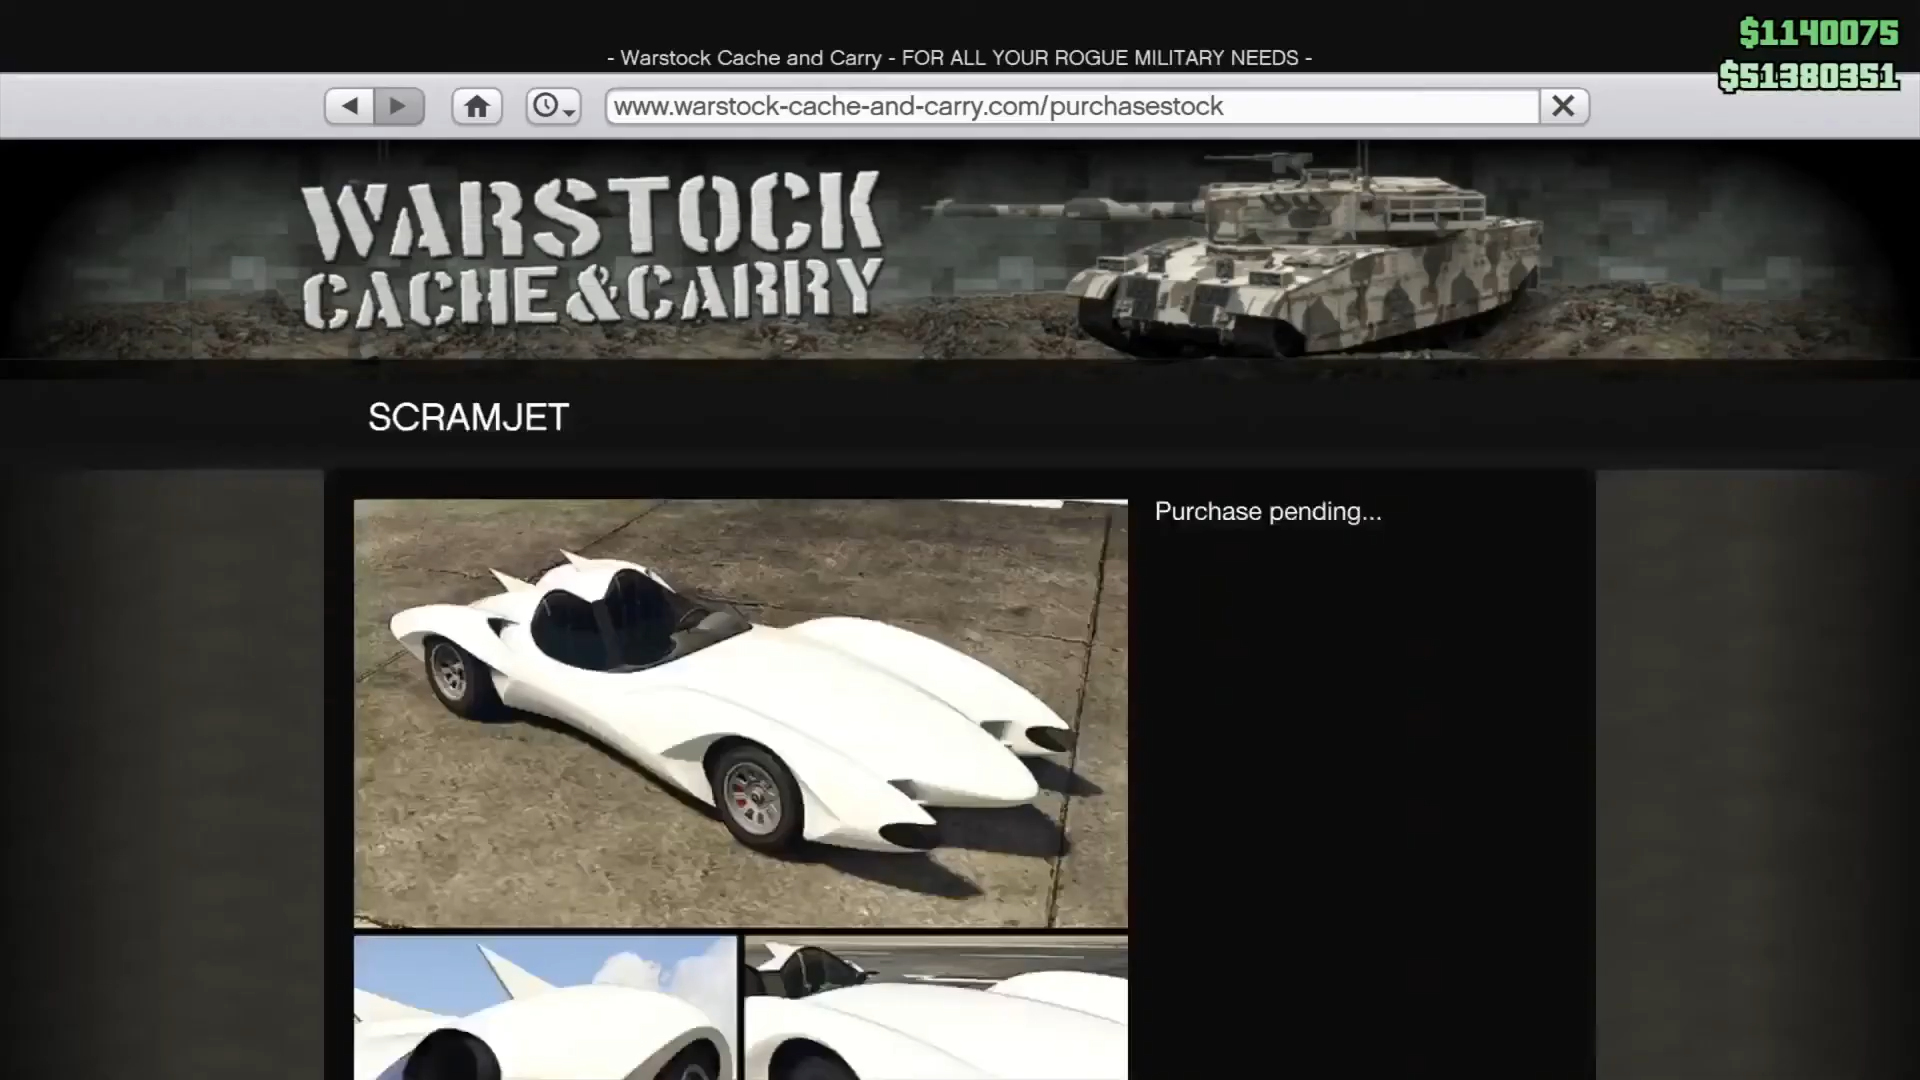 $1140075
$51380351
- Warstock Cache and Carry - FOR ALL YOUR ROGUE MILITARY NEEDS -
www.warstock-cache-and-carry.com/purchasestock
WARSTOCK
CACHE&CARRY
SCRAMJET
Purchase pending...